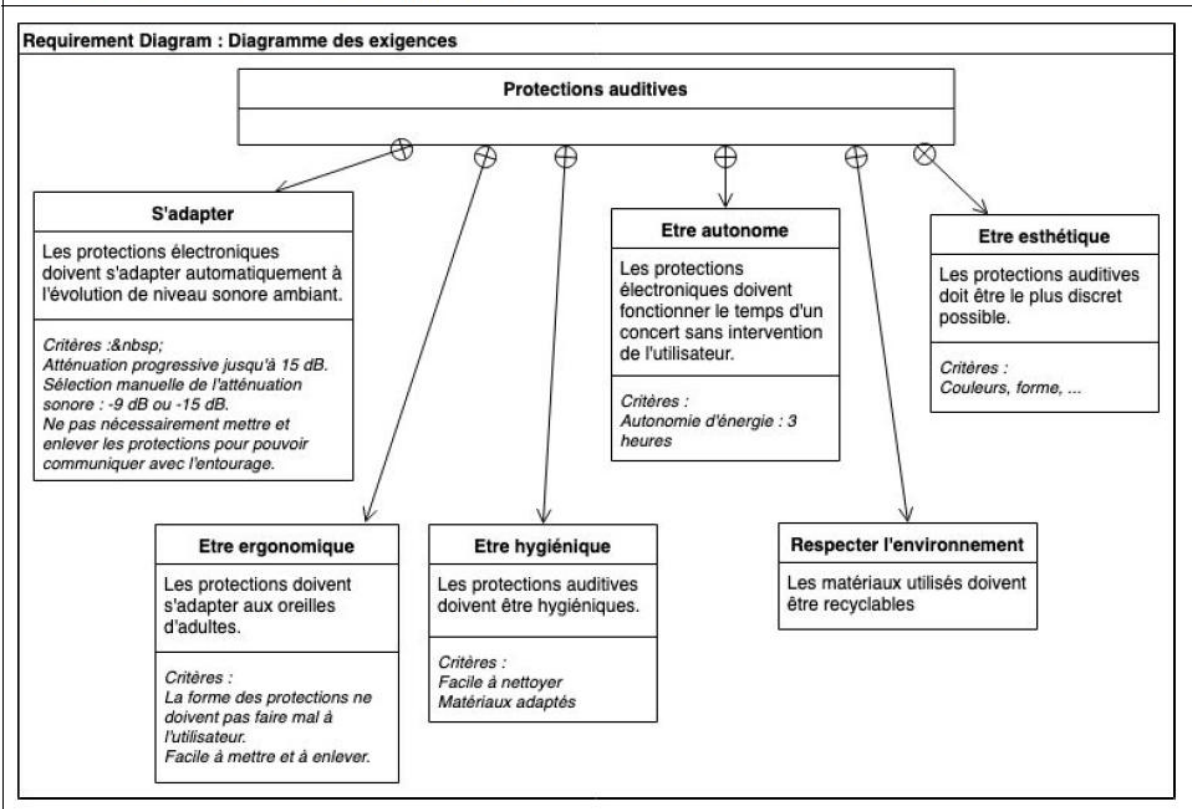 Requirement Diagram : Diagramme des exigences
Protections auditives
S'adapter
Les protections électroniques
doivent s'adapter automatiquement à
l'évolution de niveau sonore ambiant.
Critères :&nbsp;
Atténuation progressive jusqu'à 15 dB.
Sélection manuelle de l'atténuation
sonore : -9 dB ou -15 dB.
Ne pas nécessairement mettre et
enlever les protections pour pouvoir
communiquer avec l'entourage.
Etre autonome
Les protections
électroniques doivent
fonctionner le temps d'un
concert sans intervention
de l'utilisateur.
Critères :
Autonomie d'énergie : 3
heures
Etre esthétique
Les protections auditives
doit être le plus discret
possible.
Critères :
Couleurs, forme, ...
Etre ergonomique
Les protections doivent
s'adapter aux oreilles
d'adultes.
Critères :
La forme des protections ne
doivent pas faire mal à
l'utilisateur.
Facile à mettre et à enlever.
Etre hygiénique
Les protections auditives
doivent être hygiéniques.
Critères :
Facile à nettoyer
Matériaux adaptés
Respecter l'environnement
Les matériaux utilisés doivent
être recyclables